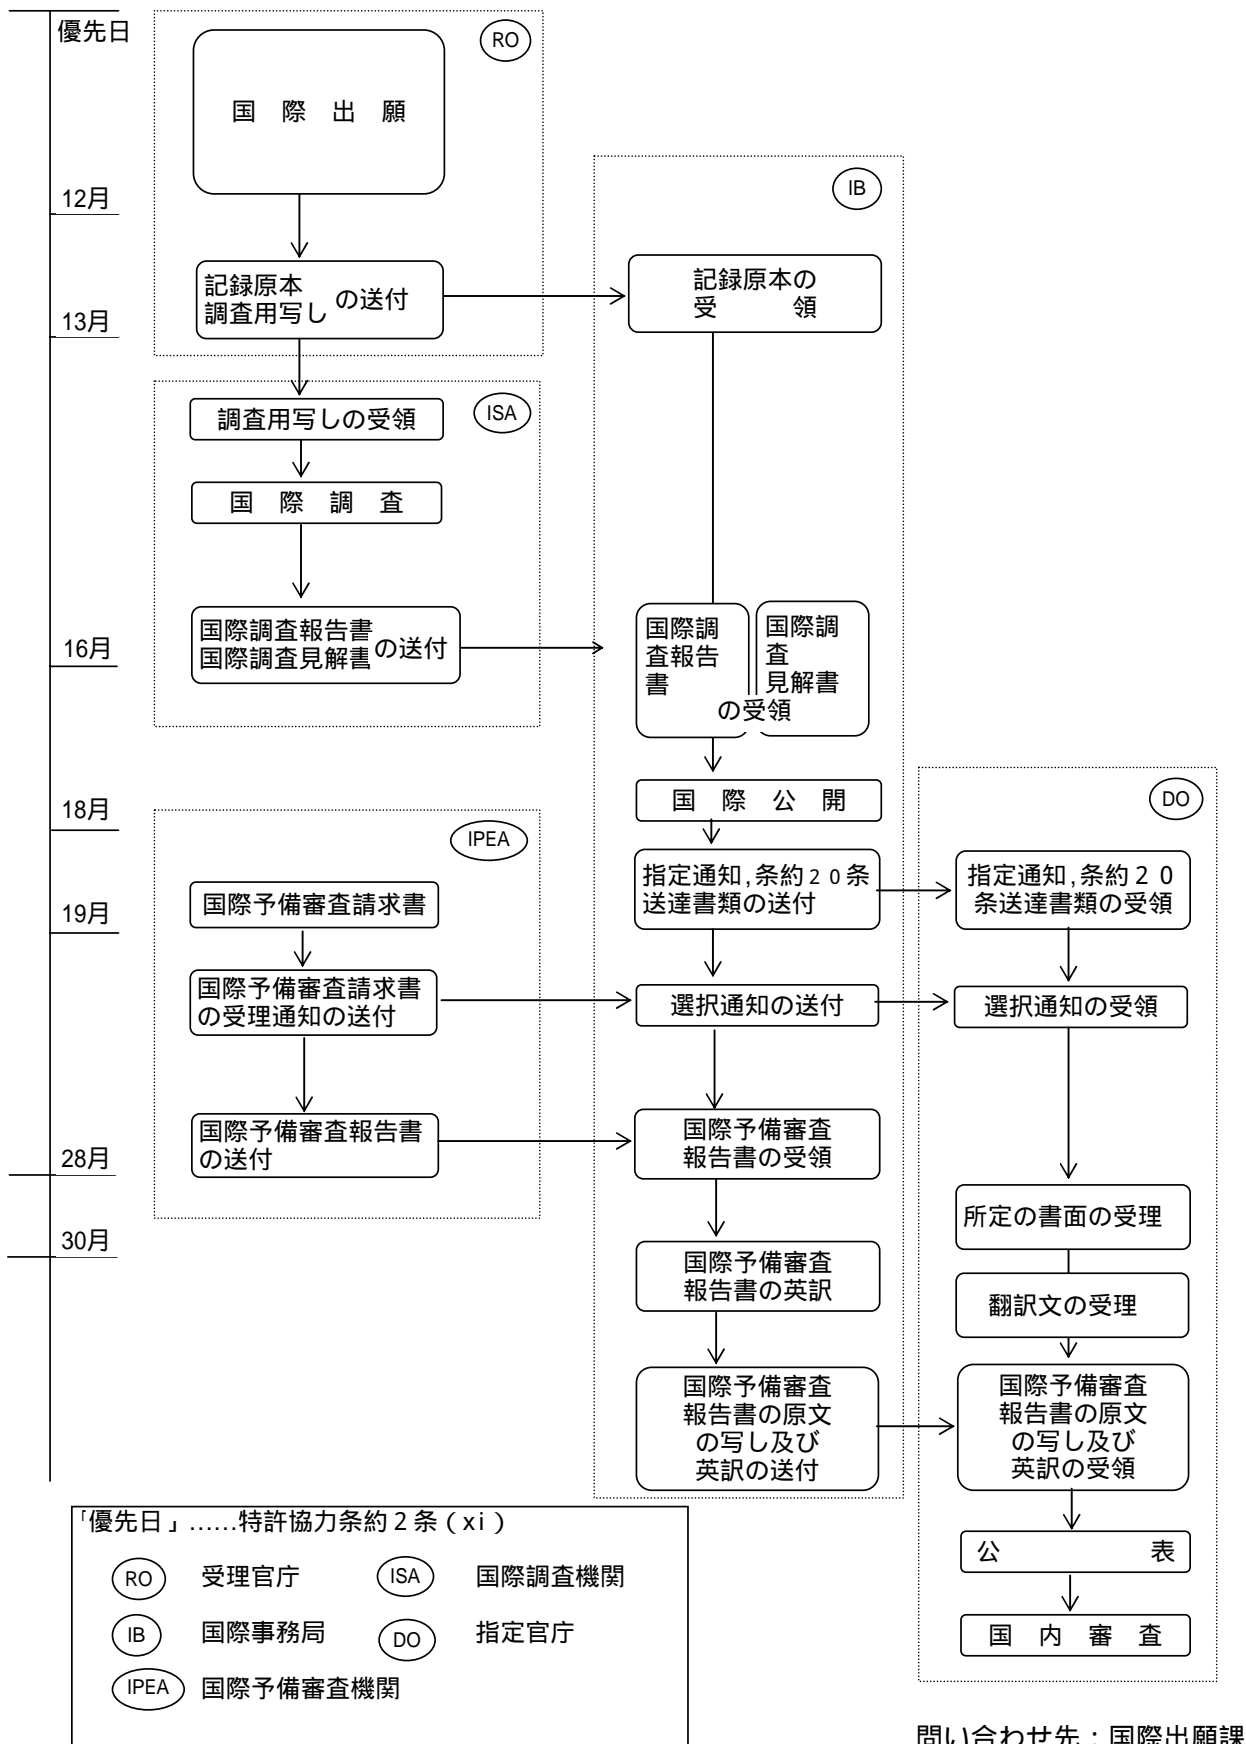 優先日
12月
13月
16月
18月
19月
28月
30月
RO
国際出願
記録原本
調査用写し
の送付
ISA
調査用写しの受領
国際調査
国際調査報告書
国際調査見解書
の送付
IPEA
国際予備審査請求書
国際予備審査請求書
の受理通知の送付
国際予備審査報告書
の送付
IB
記録原本の
受領
国際調
査報告
書
国際調
査
見解書
の受領
国際公開
指定通知,条約20条
送達書類の送付
選択通知の送付
国際予備審査
報告書の受領
国際予備審査
報告書の英訳
国際予備審査
報告書の原文
の写し及び
英訳の送付
DO
指定通知,条約20
条送達書類の受領
選択通知の受領
所定の書面の受理
翻訳文の受理
国際予備審査
報告書の原文
の写し及び
英訳の受領
公表
国内審査
「優先日」……特許協力条約2条(xi)
RO 受理官庁 ISA 国際調査機関
IB 国際事務局 DO 指定官庁
IPEA 国際予備審査機関
問い合わせ先:国際出願課